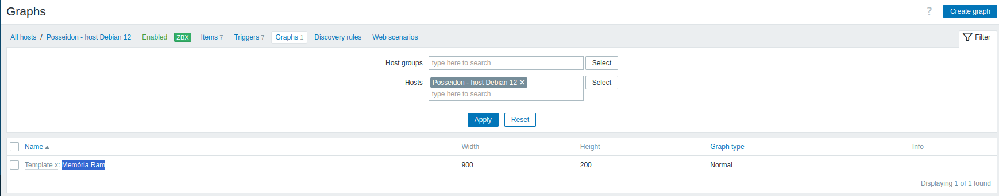 Graphs
? Create graph
All hosts / Posseidon - host Debian 12 Enabled ZBX Items 7 Triggers 7 Graphs 1 Discovery rules Web scenarios Filter
Host groups type here to search Select
Hosts Posseidon - host Debian 12 × Select
type here to search
Apply Reset
Name ▲ Width Height Graph type Info
Template x: Memória Ram 900 200 Normal
Displaying 1 of 1 found